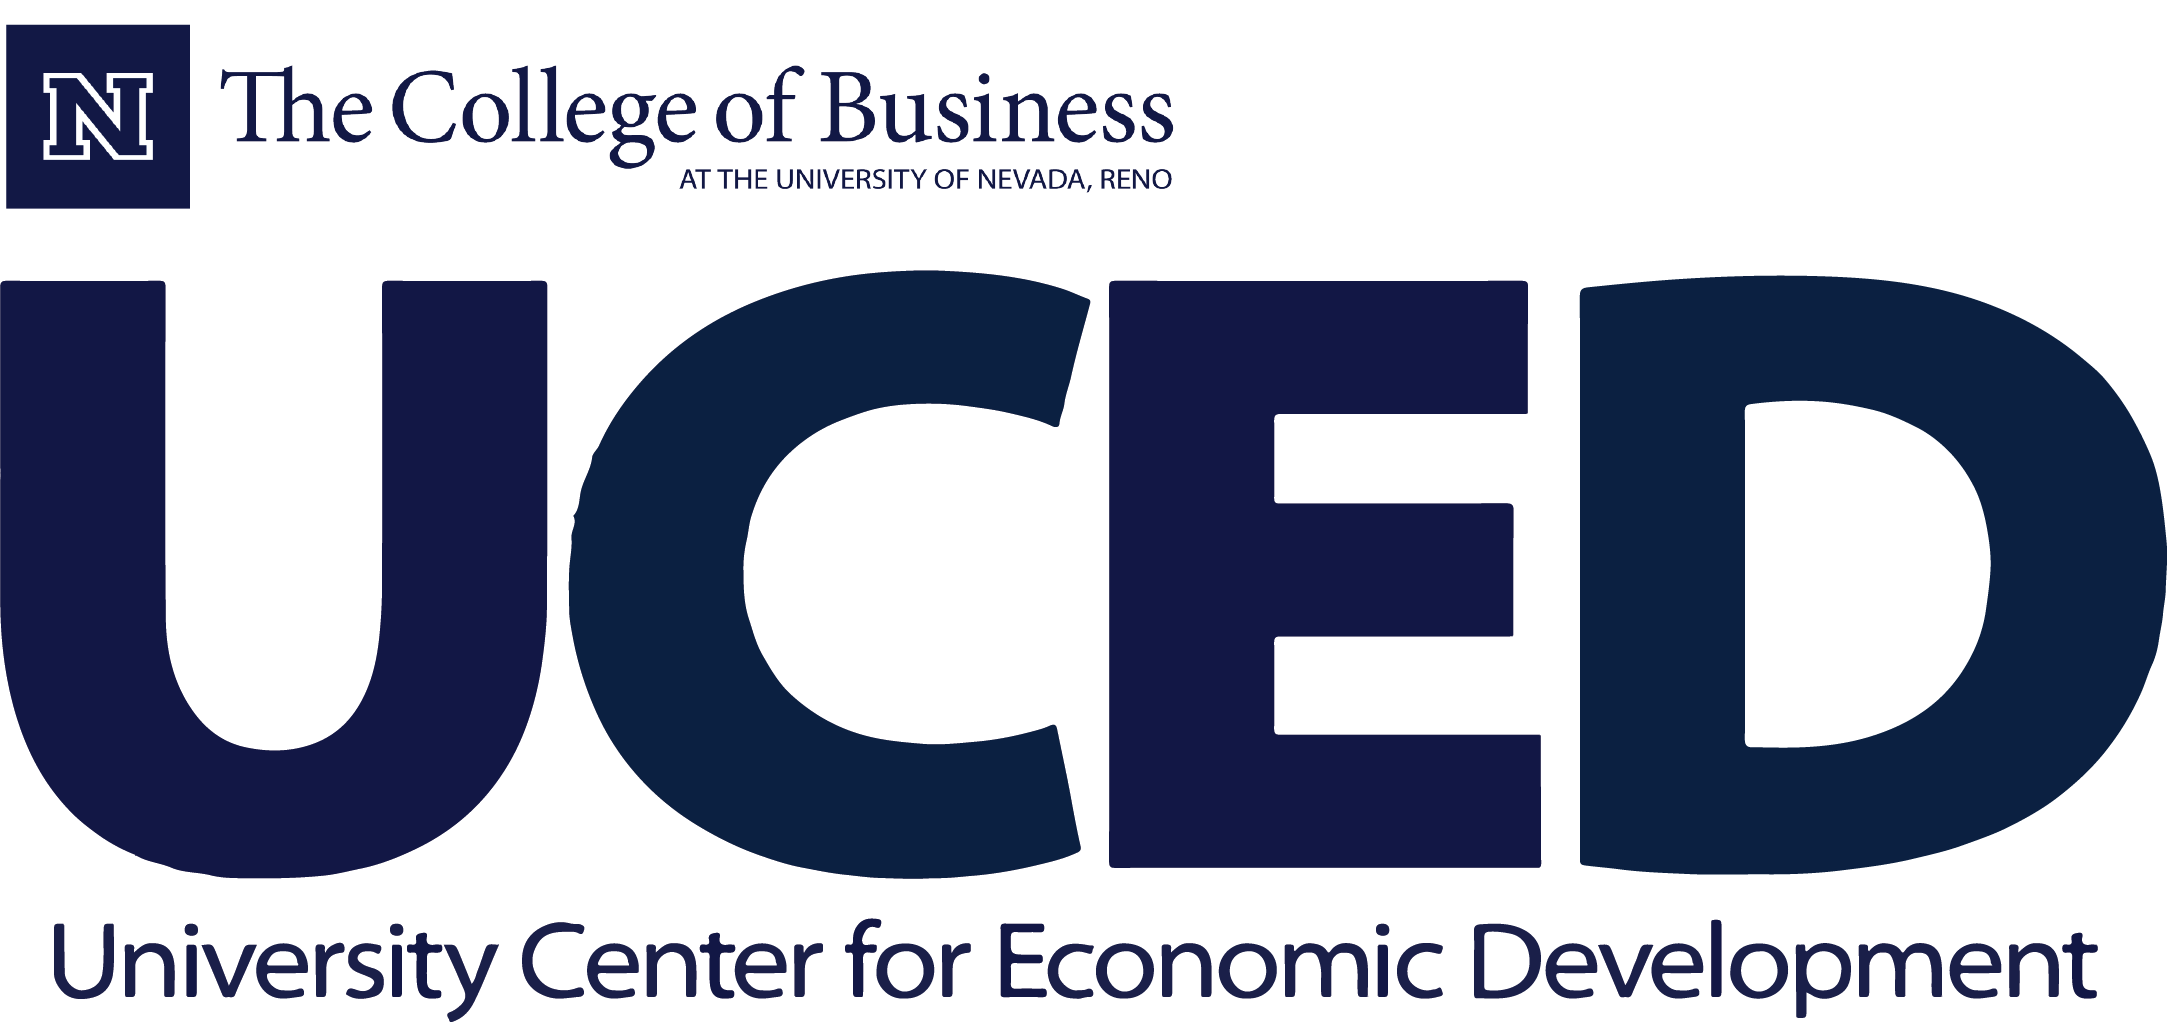 N The College of Business
AT THE UNIVERSITY OF NEVADA, RENO
UCED
University Center for Economic Development